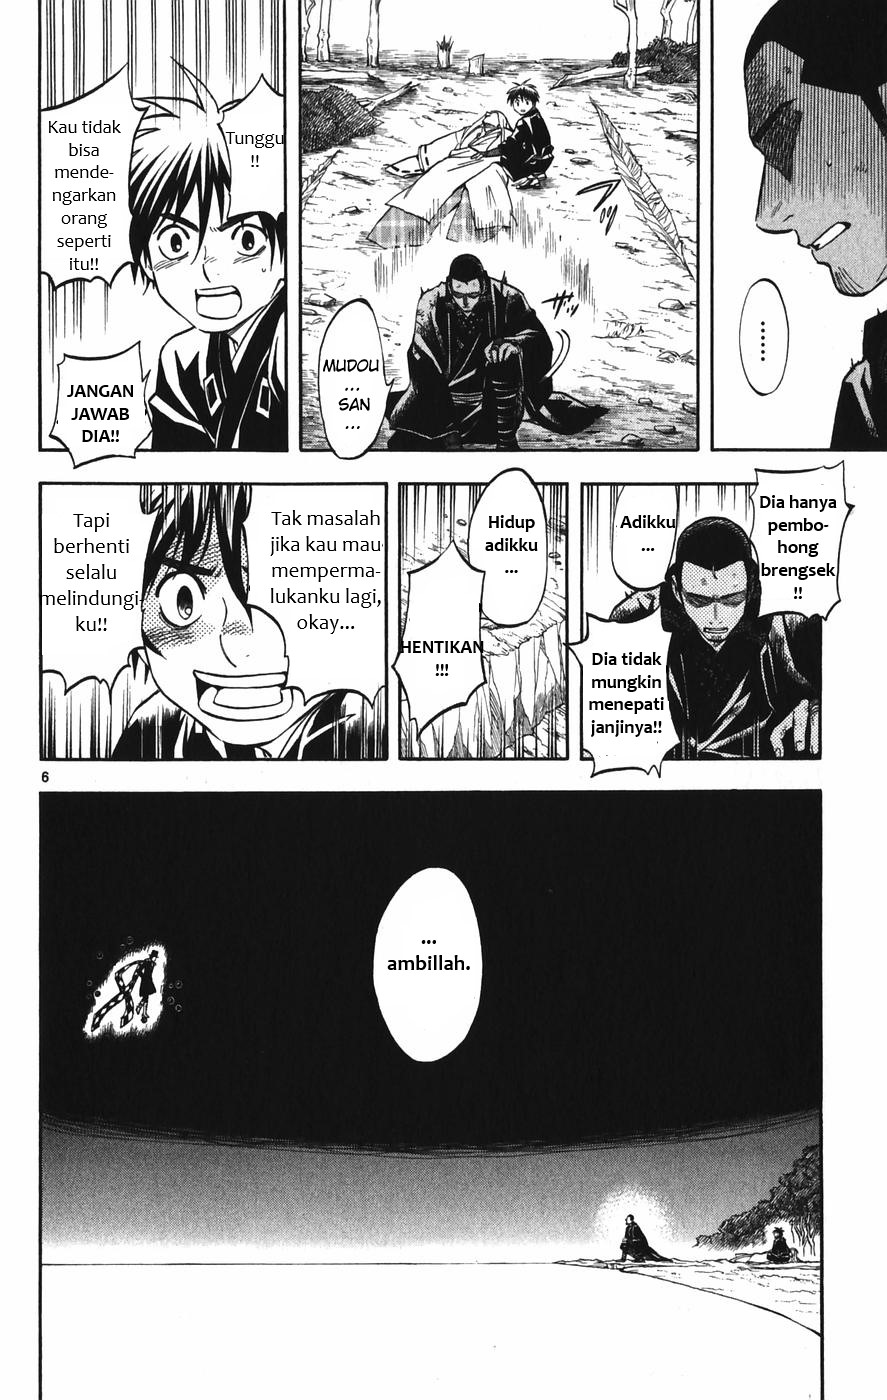 ......
MUDOU
...
SAN
...
Tunggu
!!
Kau tidak
bisa
mende-
ngarkan
orang
seperti
itu!!
JANGAN
JAWAB
DIA!!
Dia hanya
pembo-
hong
brengsek
!!
Adikku
...
Dia tidak
mungkin
menepati
janjinya!!
Hidup
adikku
...
HENTIKAN
!!!
Tak masalah
jika kau mau
memperma-
lukanku lagi,
okay...
Tapi
berhenti
selalu
melindungi-
ku!!
6
...
ambillah.